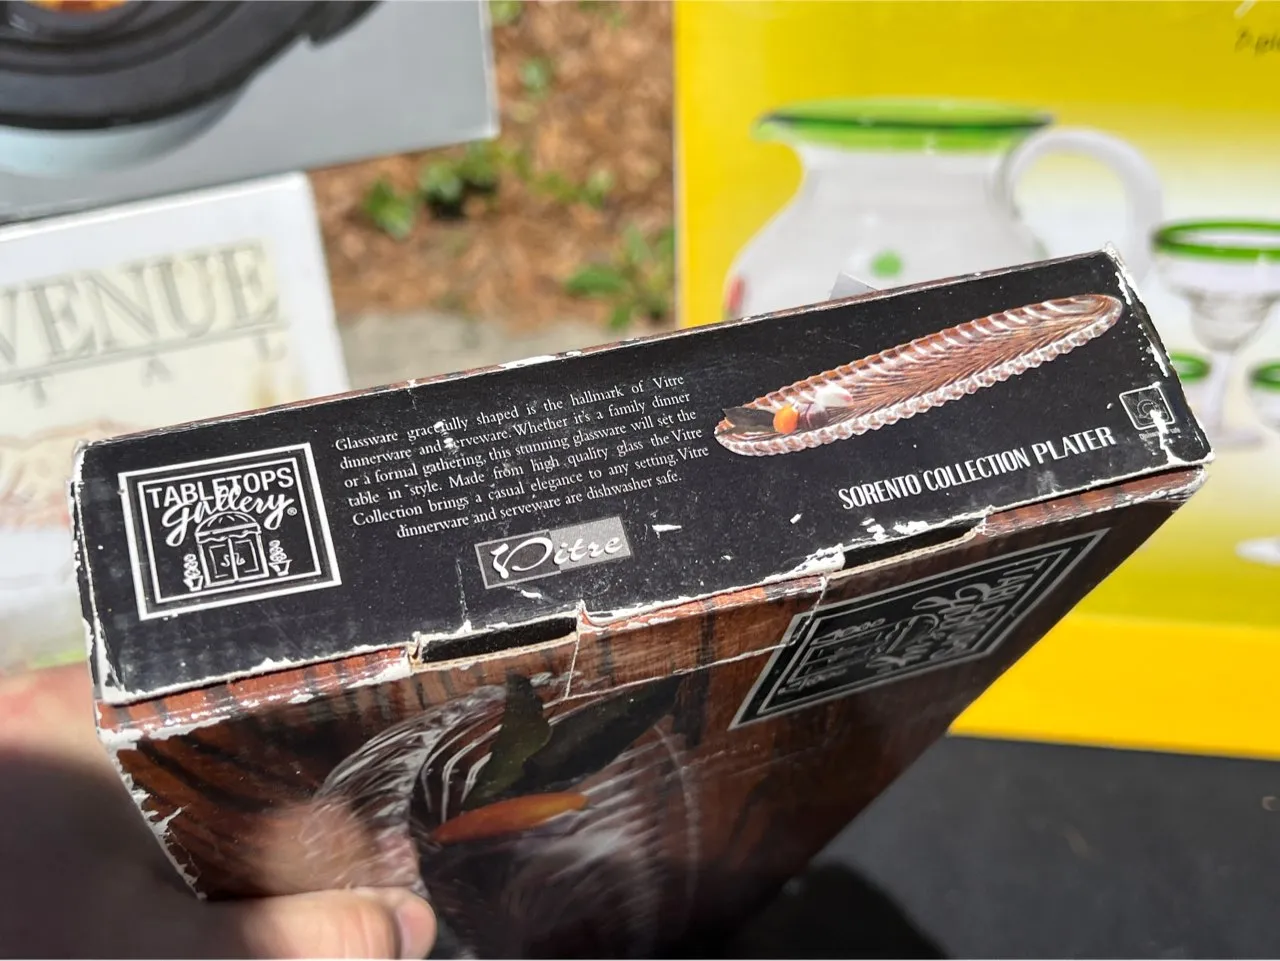 VENUE
TABLETOPS
gallery®
Glassware gracefully shaped is the hallmark of Vitre
dinnerware and serveware. Whether it's a family dinner
or a formal gathering, this stunning glassware will set the
table in style. Made from high quality glass the Vitre
Collection brings a casual elegance to any setting Vitre
dinnerware and serveware are dishwasher safe.
Vitre
SORENTO COLLECTION PLATER